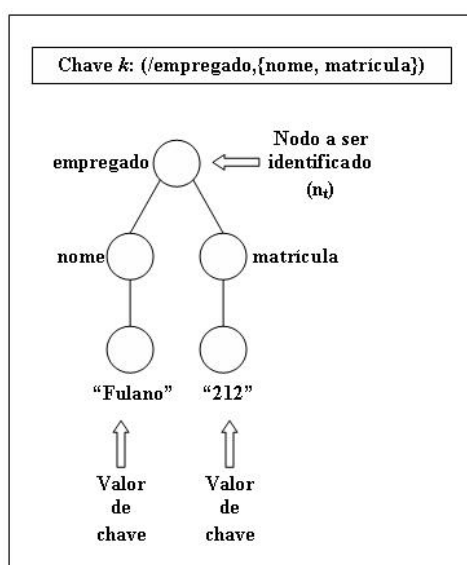 Chave k: (/empregado,{nome, matrícula})
Nodo a ser
identificado
(nt)
empregado
nome
matrícula
“Fulano”
“212”
Valor
de
chave
Valor
de
chave